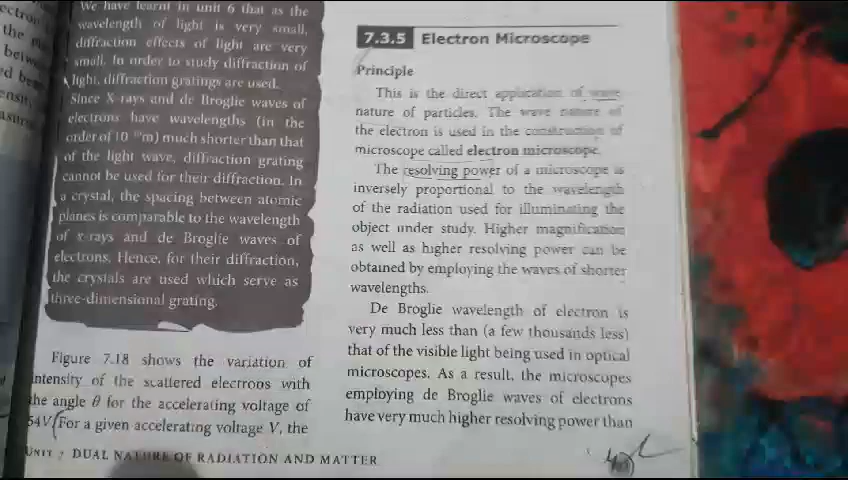 ectron
the
betwe
ed be
ensit
asure
We have learnt in unit 6 that as the
wavelength of light is very small,
diffraction effects of light are very
small. In order to study diffraction of
light, diffraction gratings are used.
Since X-rays and de Broglie waves of
electrons have wavelengths (in the
order of 10 m) much shorter than that
of the light wave, diffraction grating
cannot be used for their diffraction. In
a crystal, the spacing between atomic
planes is comparable to the wavelength
of x-rays and de Broglie waves of
electrons. Hence, for their diffraction,
the crystals are used which serve as
three-dimensional grating.
Figure 7.18 shows the variation of
intensity of the scattered electrons with
the angle θ for the accelerating voltage of
54V. For a given accelerating voltage V, the
7.3.5 Electron Microscope
Principle
This is the direct application of wave
nature of particles. The wave nature of
the electron is used in the construction of
microscope called electron microscope.
The resolving power of a microscope is
inversely proportional to the wavelength
of the radiation used for illuminating the
object under study. Higher magnification
as well as higher resolving power can be
obtained by employing the waves of shorter
wavelengths.
De Broglie wavelength of electron is
very much less than (a few thousands less)
that of the visible light being used in optical
microscopes. As a result, the microscopes
employing de Broglie waves of electrons
have very much higher resolving power than
UNIT 7 DUAL NATURE OF RADIATION AND MATTER